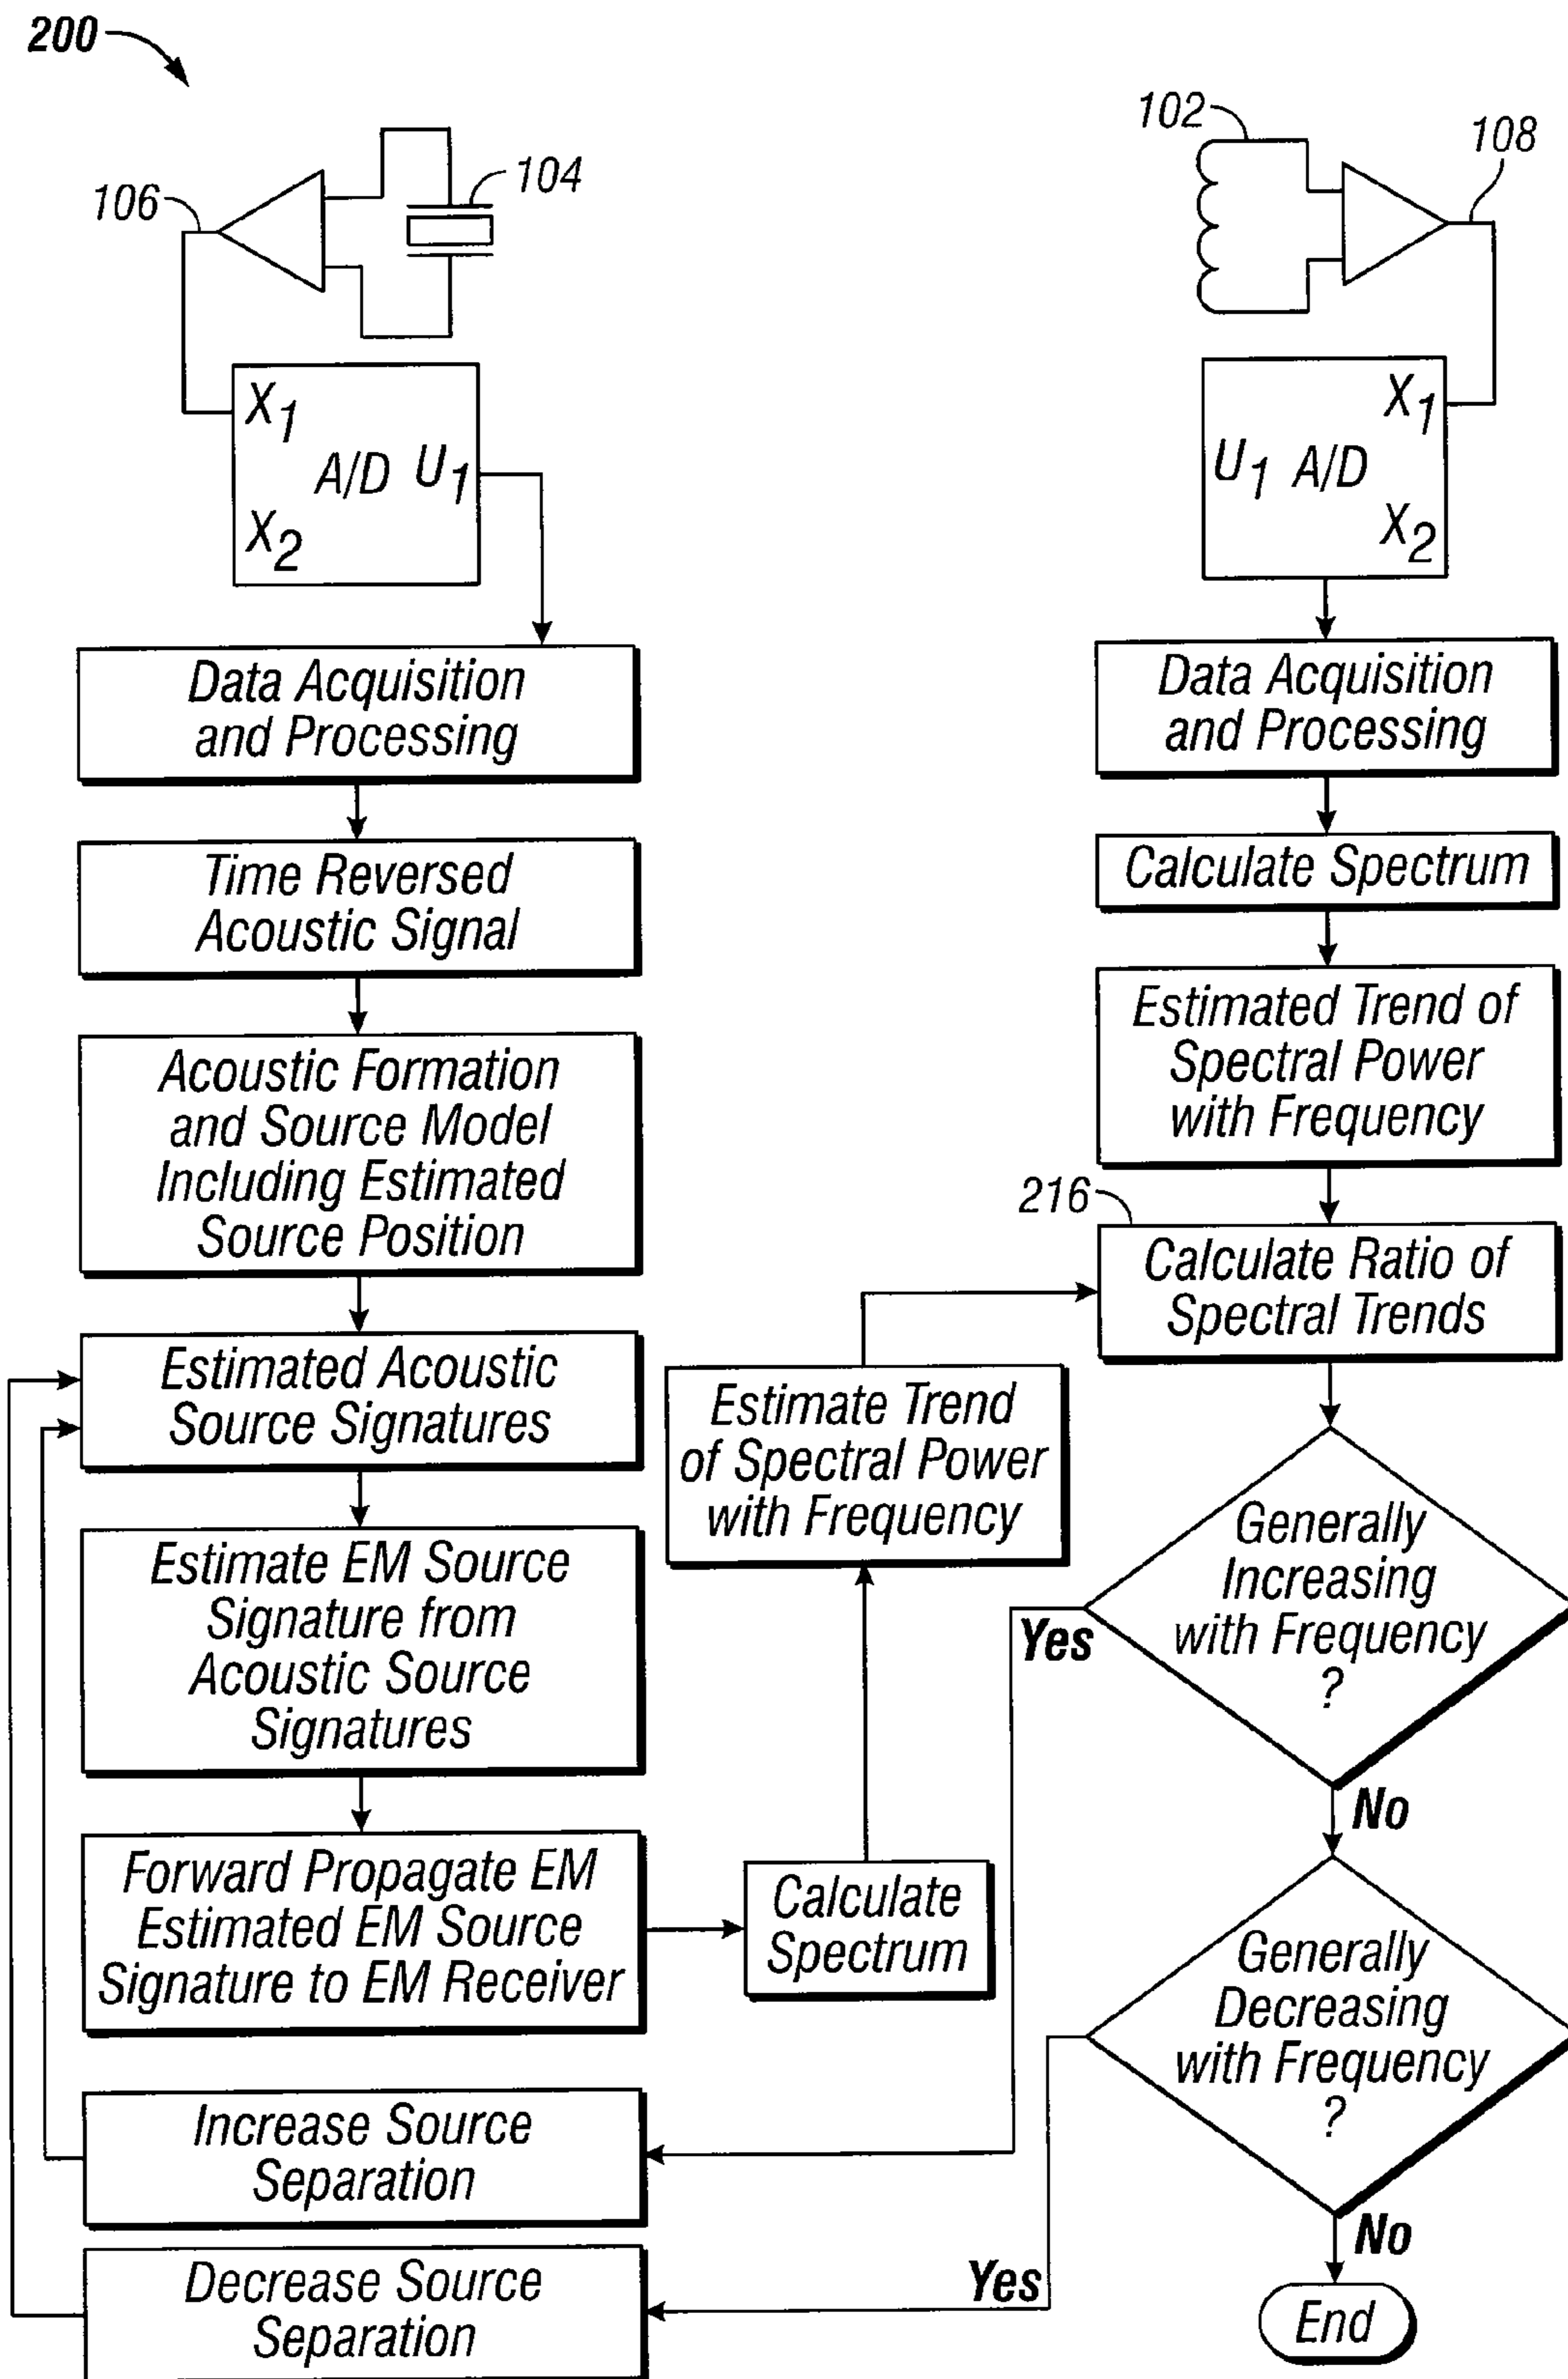 200
104
106
X1
A/D U1
X2
Data Acquisition
and Processing
Time Reversed
Acoustic Signal
Acoustic Formation
and Source Model
Including Estimated
Source Position
Estimated Acoustic
Source Signatures
Estimate EM Source
Signature from
Acoustic Source
Signatures
Forward Propagate EM
Estimated EM Source
Signature to EM Receiver
Increase Source
Separation
Decrease Source
Separation
Calculate
Spectrum
Estimate Trend
of Spectral Power
with Frequency
102
108
X1
U1 A/D
X2
Data Acquisition
and Processing
Calculate Spectrum
Estimated Trend of
Spectral Power
with Frequency
216
Calculate Ratio of
Spectral Trends
Generally
Increasing
with Frequency
?
Yes
No
Generally
Decreasing
with Frequency
?
Yes
No
End